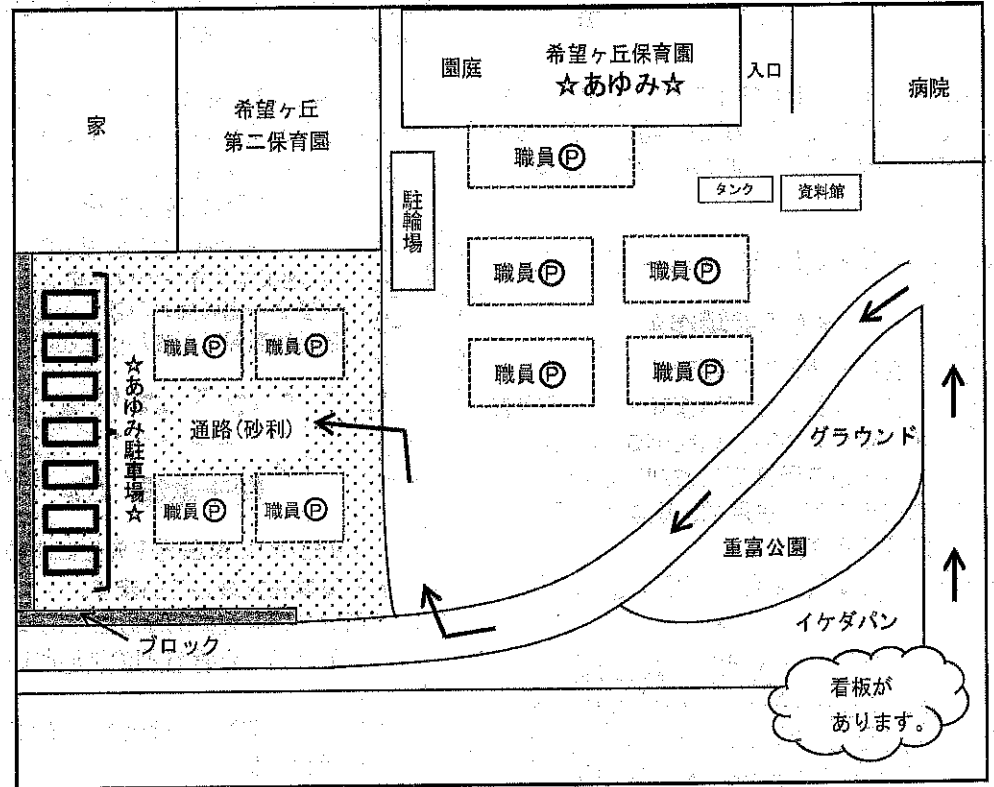 家
希望ヶ丘
第二保育園
園庭
希望ヶ丘保育園
☆あゆみ☆
入口
病院
職員Ⓟ
駐輪場
タンク
資料館
職員Ⓟ
職員Ⓟ
職員Ⓟ
職員Ⓟ
職員Ⓟ
職員Ⓟ
☆あゆみ駐車場☆
通路(砂利)
職員Ⓟ
職員Ⓟ
グラウンド
重富公園
イケダパン
ブロック
看板が
あります。